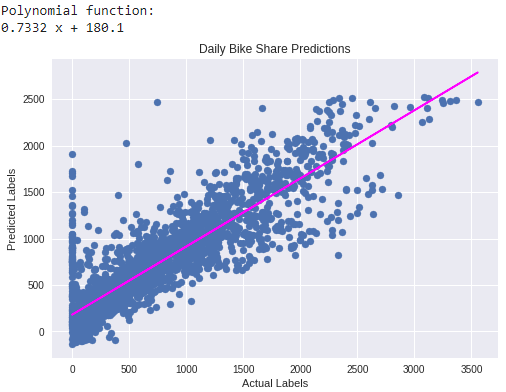 Polynomial function:
0.7332 x + 180.1
Daily Bike Share Predictions
Predicted Labels
2500
2000
1500
1000
500
0
0 500 1000 1500 2000 2500 3000 3500
Actual Labels